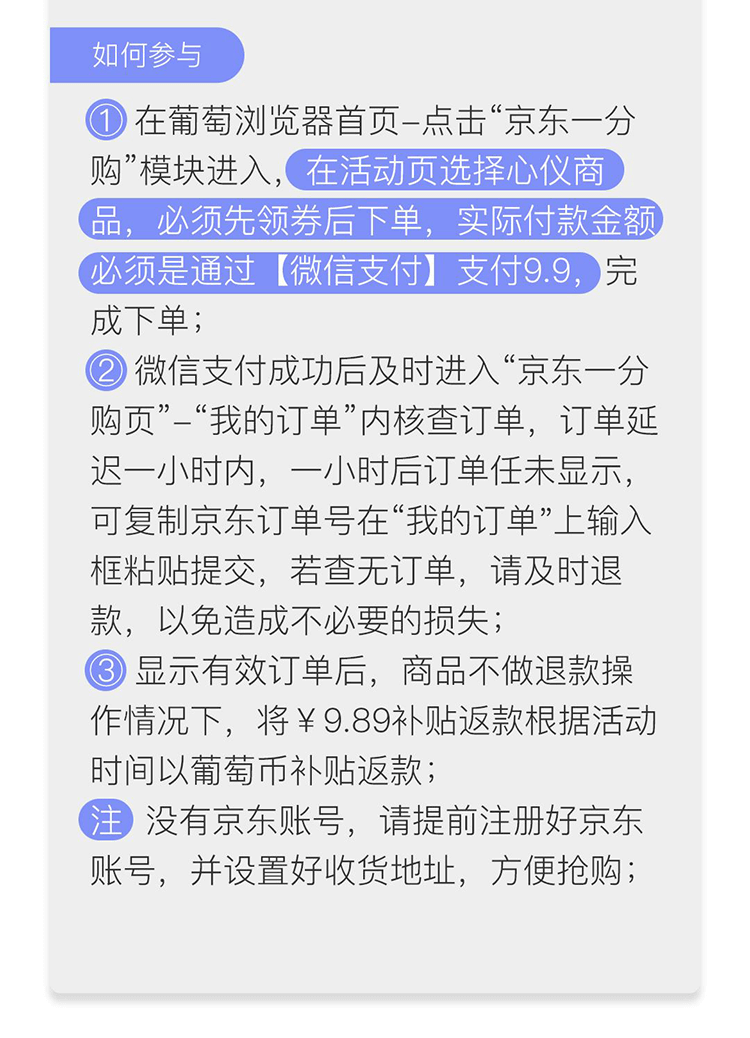 如何参与
① 在葡萄浏览器首页–点击“京东一分
购”模块进入，在活动页选择心仪商
品，必须先领券后下单，实际付款金额
必须是通过【微信支付】支付9.9，完
成下单；
② 微信支付成功后及时进入“京东一分
购页”–“我的订单”内核查订单，订单延
迟一小时内，一小时后订单任未显示，
可复制京东订单号在“我的订单”上输入
框粘贴提交，若查无订单，请及时退
款，以免造成不必要的损失；
③ 显示有效订单后，商品不做退款操
作情况下，将￥9.89补贴返款根据活动
时间以葡萄币补贴返款；
注 没有京东账号，请提前注册好京东
账号，并设置好收货地址，方便抢购；